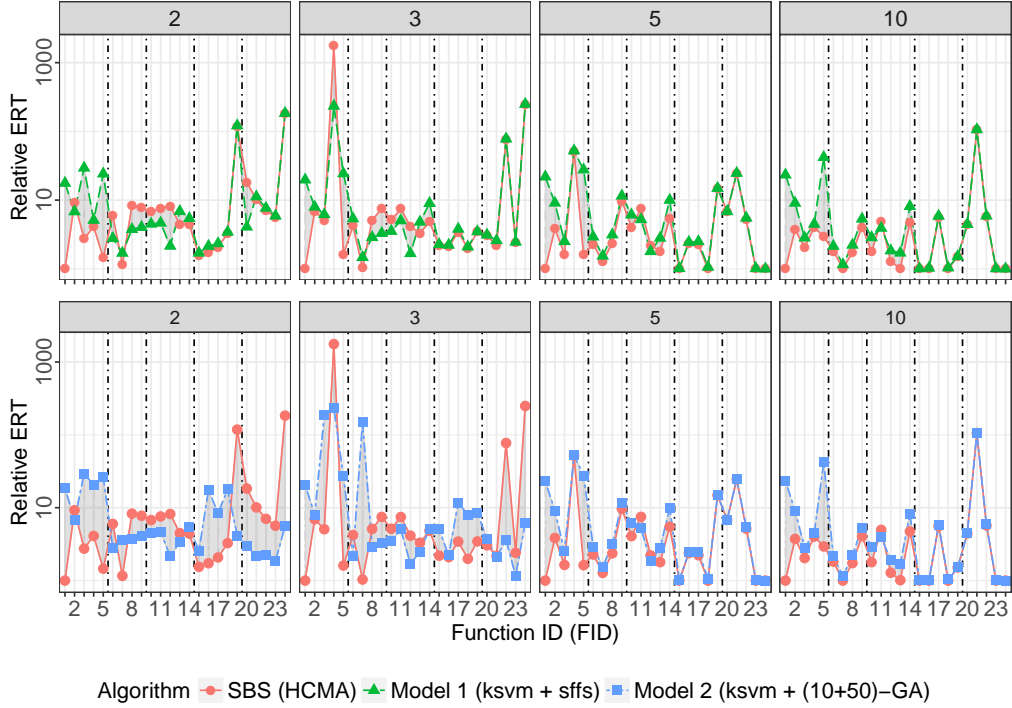 2 3 5 10
Relative ERT
1000
10
2 3 5 10
Relative ERT
1000
10
2 5 8 11 14 17 20 23 2 5 8 11 14 17 20 23 2 5 8 11 14 17 20 23 2 5 8 11 14 17 20 23
Function ID (FID)
Algorithm SBS (HCMA) Model 1 (ksvm + sffs) Model 2 (ksvm + (10+50)−GA)